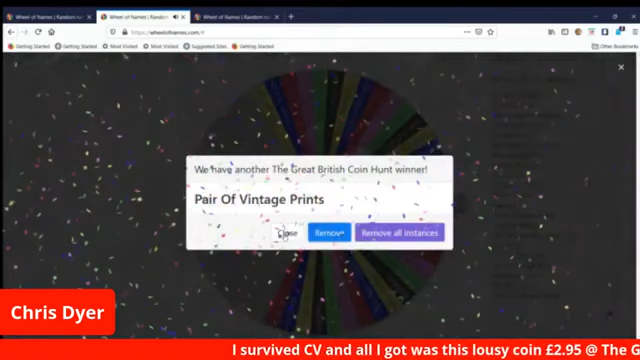 Wheel of Names | Random name Wheel of Names | Random Wheel of Names | Random name
https://wheelofnames.com
Getting Started Getting Started Most Visited Most Visited Suggested Sites Getting Started Other Bookmarks
We have another The Great British Coin Hunt winner!
Pair Of Vintage Prints
Close Remove Remove all instances
Chris Dyer
I survived CV and all I got was this lousy coin £2.95 @ The G